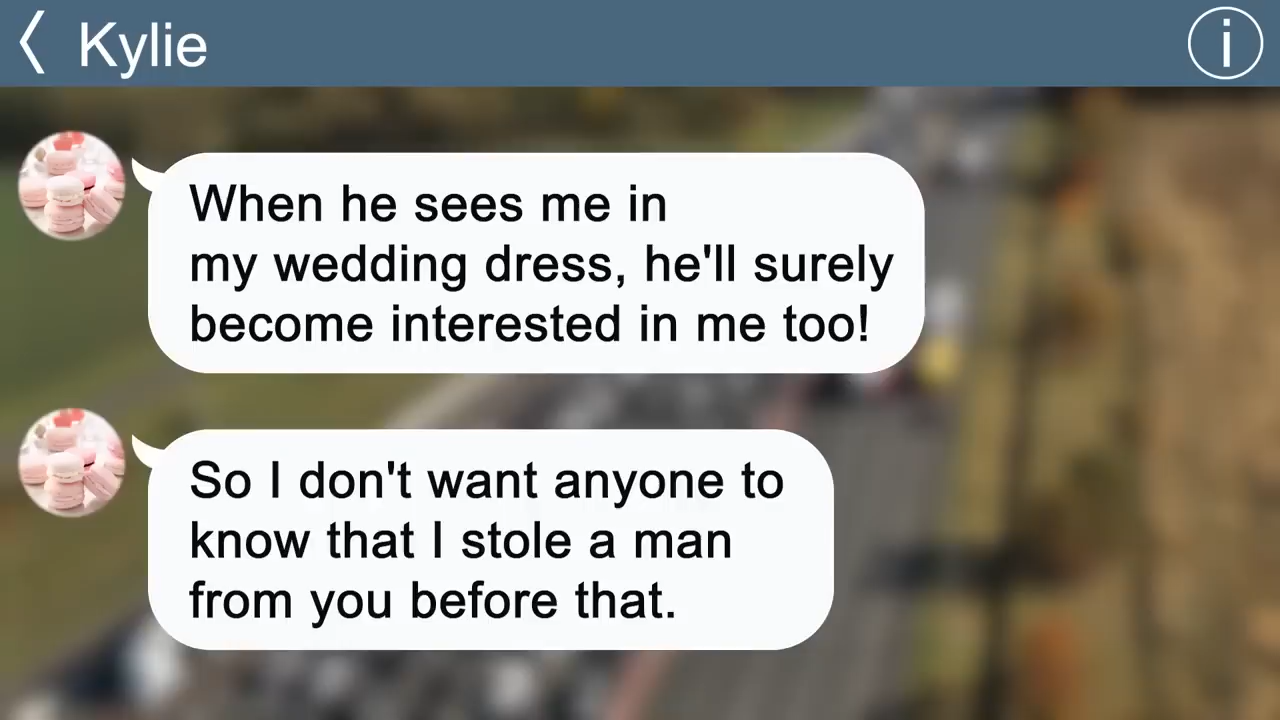 Kylie
i
When he sees me in
my wedding dress, he'll surely
become interested in me too!
So I don't want anyone to
know that I stole a man
from you before that.